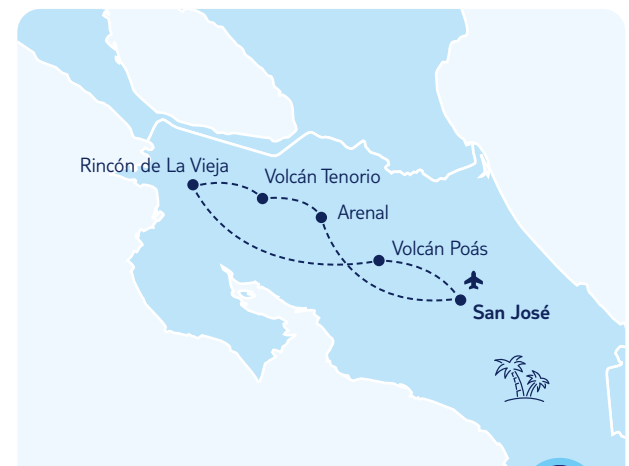 Rincón de La Vieja
Volcán Tenorio
Arenal
Volcán Poás
San José